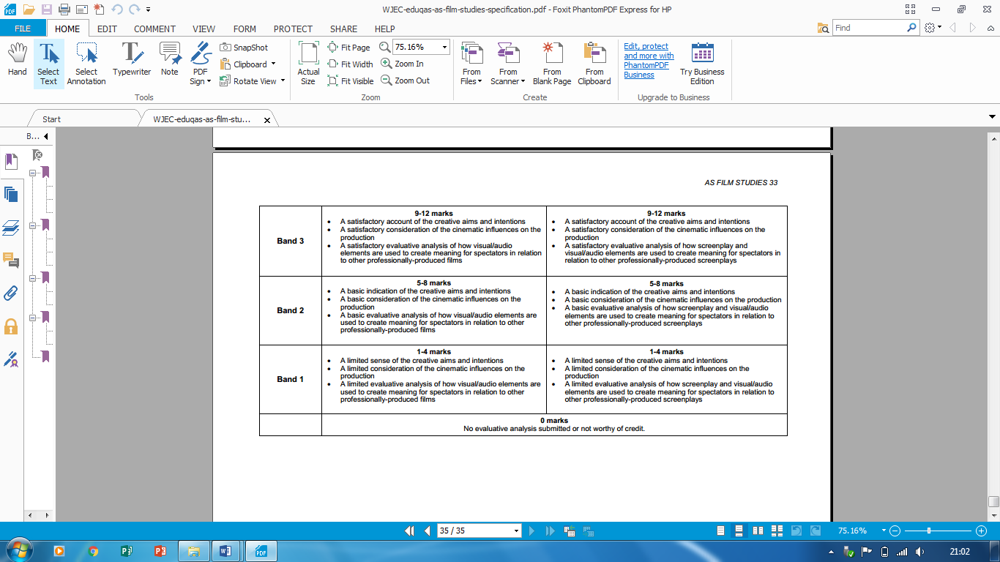 WJEC-eduqas-as-film-studies-specification.pdf - Foxit PhantomPDF Express for HP
FILE HOME EDIT COMMENT VIEW FORM PROTECT SHARE HELP
Find
Hand
Select
Text
Select
Annotation
Typewriter
Note
PDF
Sign
SnapShot
Clipboard
Rotate View
Tools
Actual
Size
Fit Page
Fit Width
Fit Visible
75.16%
Zoom In
Zoom Out
Zoom
From
Files
From
Scanner
From
Blank Page
From
Clipboard
Create
Edit, protect
and more with
PhantomPDF
Business
Try Business
Edition
Upgrade to Business
Start
WJEC-eduqas-as-film-stu...
B...
AS FILM STUDIES 33
Band 3
9-12 marks
• A satisfactory account of the creative aims and intentions
• A satisfactory consideration of the cinematic influences on the
production
• A satisfactory evaluative analysis of how visual/audio
elements are used to create meaning for spectators in relation
to other professionally-produced films
9-12 marks
• A satisfactory account of the creative aims and intentions
• A satisfactory consideration of the cinematic influences on the
production
• A satisfactory evaluative analysis of how screenplay and
visual/audio elements are used to create meaning for spectators in
relation to other professionally-produced screenplays
Band 2
5-8 marks
• A basic indication of the creative aims and intentions
• A basic consideration of the cinematic influences on the
production
• A basic evaluative analysis of how visual/audio elements are
used to create meaning for spectators in relation to other
professionally-produced films
5-8 marks
• A basic indication of the creative aims and intentions
• A basic consideration of the cinematic influences on the production
• A basic evaluative analysis of how screenplay and visual/audio
elements are used to create meaning for spectators in relation to
other professionally-produced screenplays
Band 1
1-4 marks
• A limited sense of the creative aims and intentions
• A limited consideration of the cinematic influences on the
production
• A limited evaluative analysis of how visual/audio elements are
used to create meaning for spectators in relation to other
professionally-produced films
1-4 marks
• A limited sense of the creative aims and intentions
• A limited consideration of the cinematic influences on the
production
• A limited evaluative analysis of how screenplay and visual/audio
elements are used to create meaning for spectators in relation to
other professionally-produced screenplays
0 marks
No evaluative analysis submitted or not worthy of credit.
35 / 35
75.16%
21:02